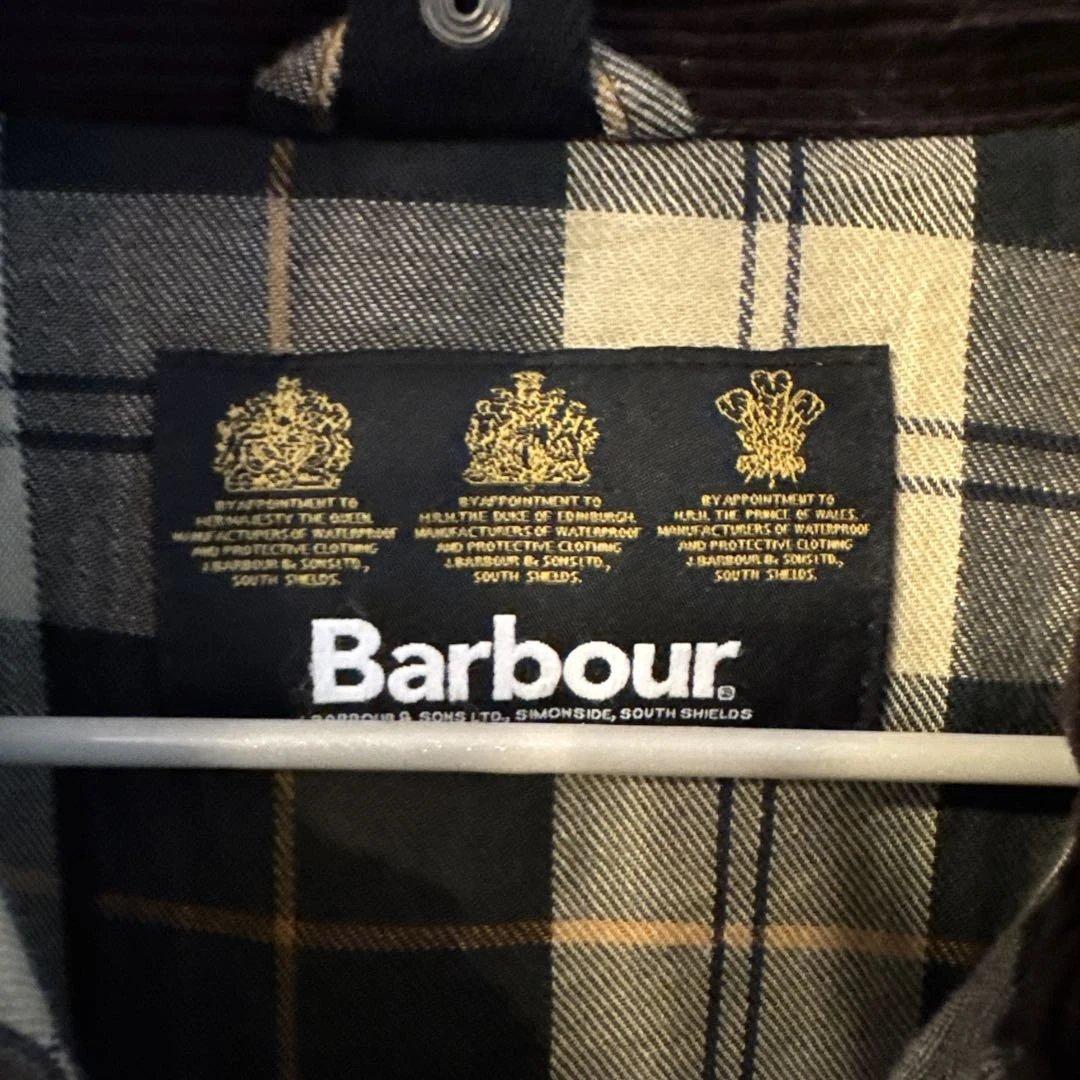 BY APPOINTMENT TO
HER MAJESTY THE QUEEN
MANUFACTURERS OF WATERPROOF
AND PROTECTIVE CLOTHING
J. BARBOUR & SONS LTD.,
SOUTH SHIELDS.
BY APPOINTMENT TO
H.R.H. THE DUKE OF EDINBURGH
MANUFACTURERS OF WATERPROOF
AND PROTECTIVE CLOTHING
J. BARBOUR & SONS LTD.,
SOUTH SHIELDS.
BY APPOINTMENT TO
H.R.H. THE PRINCE OF WALES.
MANUFACTURERS OF WATERPROOF
AND PROTECTIVE CLOTHING
J. BARBOUR & SONS LTD.,
SOUTH SHIELDS.
Barbour®
J. BARBOUR & SONS LTD., SIMONSIDE, SOUTH SHIELDS